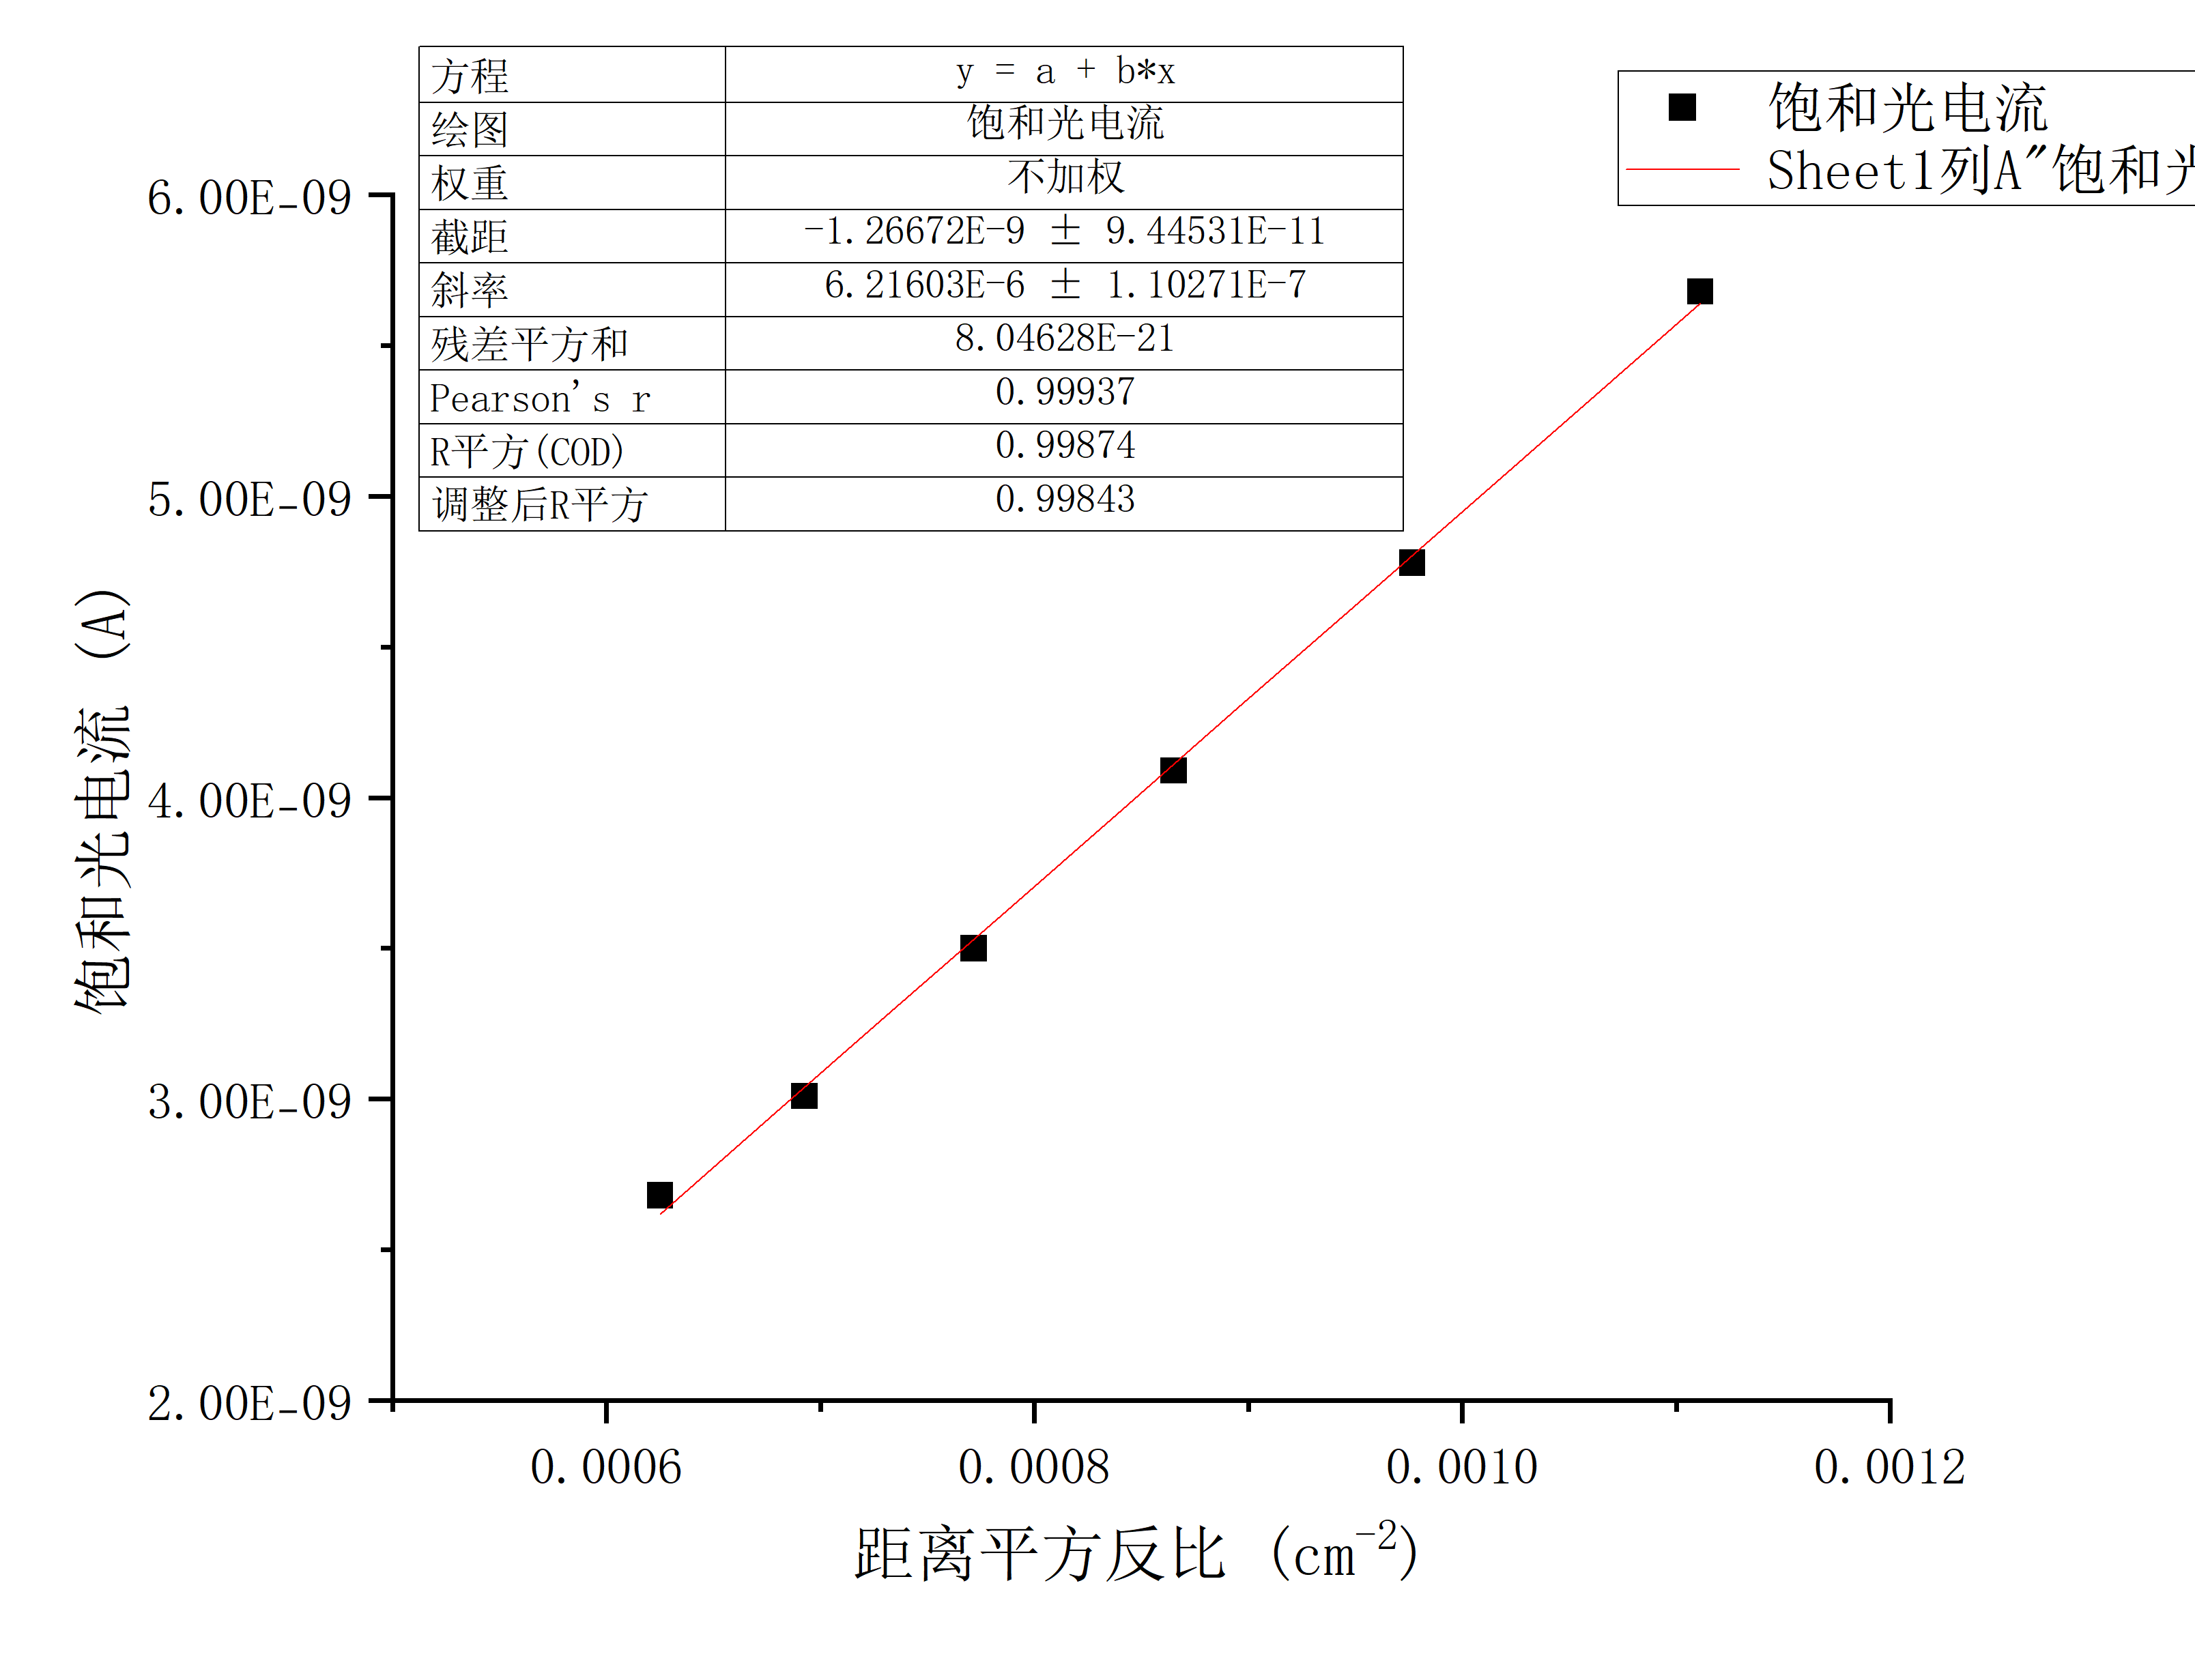 方程 y = a + b*x
绘图 饱和光电流
权重 不加权
截距 -1.26672E-9 ± 9.44531E-11
斜率 6.21603E-6 ± 1.10271E-7
残差平方和 8.04628E-21
Pearson's r 0.99937
R平方(COD) 0.99874
调整后R平方 0.99843
饱和光电流
Sheet1列A"饱和光
6.00E-09
5.00E-09
4.00E-09
3.00E-09
2.00E-09
饱和光电流 (A)
0.0006 0.0008 0.0010 0.0012
距离平方反比 (cm⁻²)